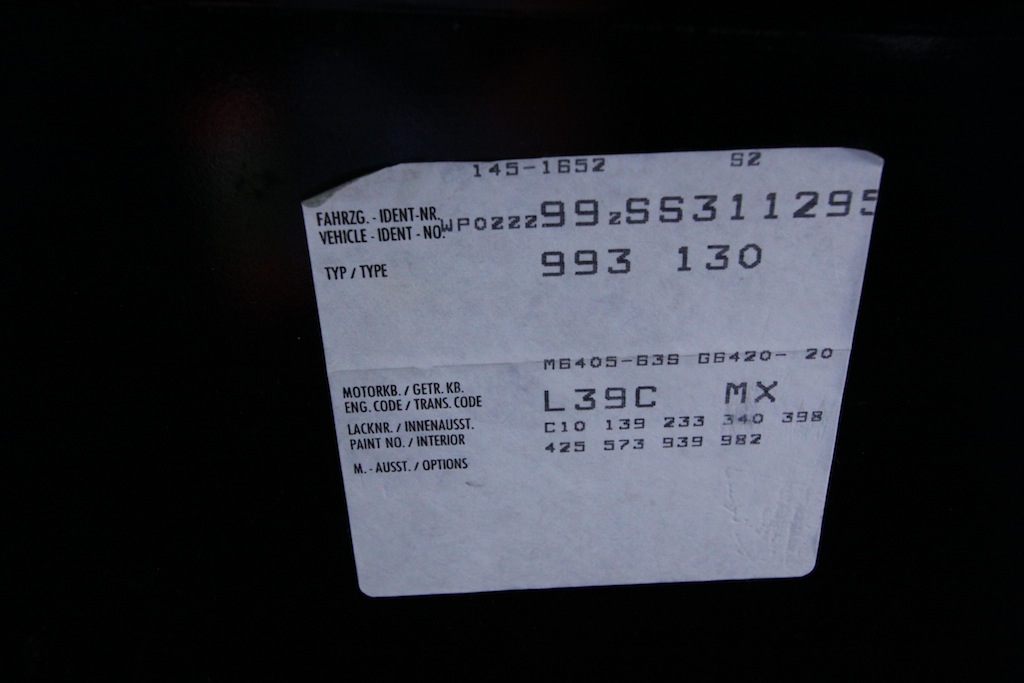 145-1652 S2
FAHRZG. - IDENT-NR.
VEHICLE - IDENT - NO. WP0ZZZ99ZSS311295
TYP / TYPE 993 130
M6405-63S G6420- 20
MOTORKB. / GETR. KB.
ENG. CODE / TRANS. CODE L39C MX
LACKNR. / INNENAUSST. C10 139 233 340 398
PAINT NO. / INTERIOR 425 573 939 982
M. - AUSST. / OPTIONS